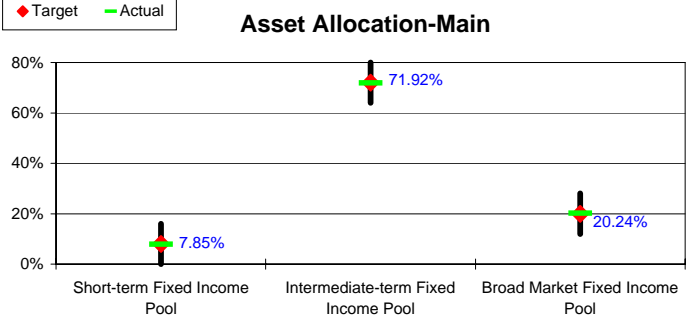 Target Actual
Asset Allocation-Main
80%
60%
40%
20%
0%
71.92%
20.24%
7.85%
Short-term Fixed Income
Pool
Intermediate-term Fixed
Income Pool
Broad Market Fixed Income
Pool